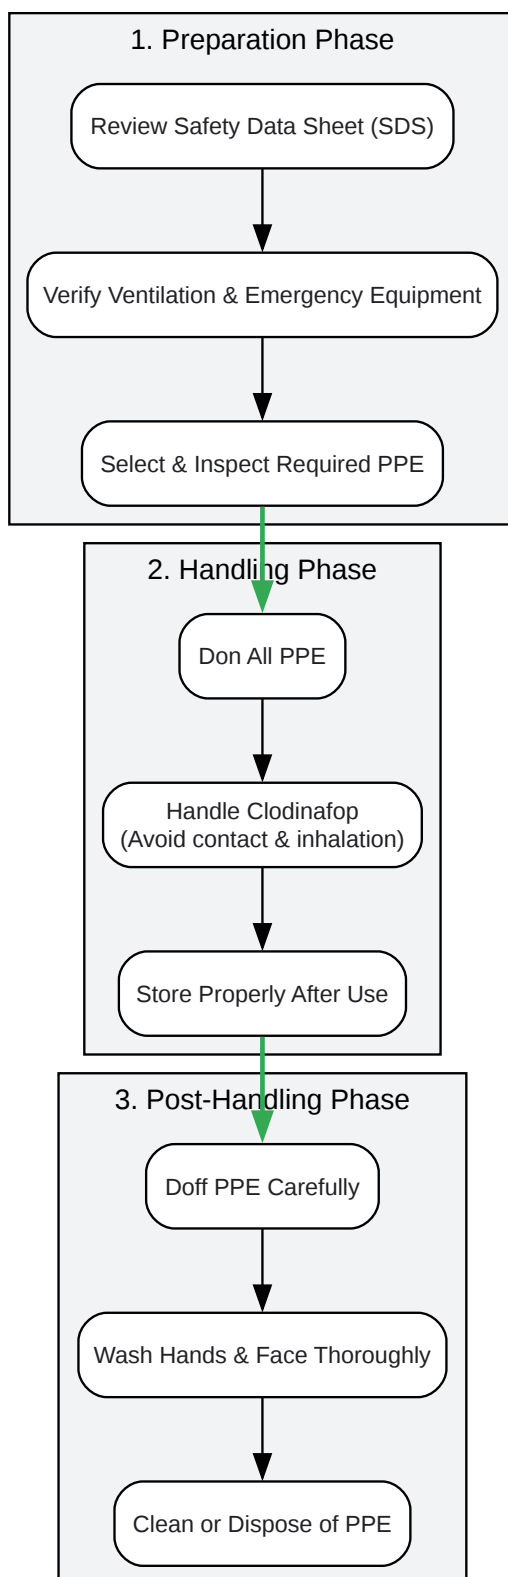 1. Preparation Phase
Review Safety Data Sheet (SDS)
Verify Ventilation & Emergency Equipment
Select & Inspect Required PPE
2. Handling Phase
Don All PPE
Handle Clodinafop
(Avoid contact & inhalation)
Store Properly After Use
3. Post-Handling Phase
Doff PPE Carefully
Wash Hands & Face Thoroughly
Clean or Dispose of PPE